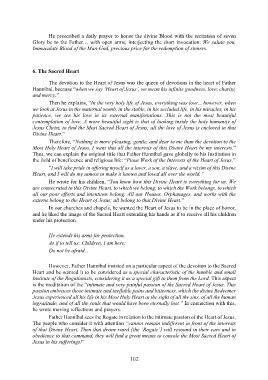 He prescribed a daily prayer to honor the divine Blood with the recitation of seven
Glory be to the Father... with open arms, interjecting the short invocation: We salute you,
Immaculate Blood of the Man God, precious price for the redemption of sinners.
6. The Sacred Heart
The devotion to the Heart of Jesus was the queen of devotions in the heart of Father
Hannibal, because "when we say 'Heart of Jesus', we mean his infinite goodness, love, charity,
and mercy."
Then he explains, "In the very holy life of Jesus, everything was love... however, when
we look at Jesus in the maternal womb, in the stable, in his secluded life, in his miracles, in his
patience, we see his love in its external manifestations. This is not the most beautiful
contemplation of love. A more beautiful sight is that of looking inside the holy humanity of
Jesus Christ, to find the Most Sacred Heart of Jesus; all the love of Jesus is enclosed in that
Divine Heart."
Therefore, "Nothing is more pleasing, gentle, and dear to me than the devotion to the
Most Holy Heart of Jesus. I want that all the interests of this Divine Heart be my interests."
Thus, we can explain the original title that Father Hannibal gave globally to his Institution in
the field of beneficence and religious life: "Pious Work of the Interests of the Heart of Jesus."
"I will take pride in offering myself as a lover, a son, a slave, and a victim of this Divine
Heart, and I will do my utmost to make it known and loved all over the world."
He wrote for his children, "You know how this Divine Heart is everything for us. We
are consecrated to this Divine Heart, to which we belong, to which the Work belongs, to which
all our poor efforts and intentions belong. All our Houses, Orphanages, and works with the
externs belong to the Heart of Jesus; all belong to that Divine Heart."
In our churches and chapels, he wanted the Heart of Jesus to be in the place of honor,
and he liked the image of the Sacred Heart extending his hands as if to receive all his children
under his protection.
He extends his arms for protection.
As if to tell us: Children, I am here:
Do not be afraid...
However, Father Hannibal insisted on a particular aspect of the devotion to the Sacred
Heart and he wanted it to be considered as a special characteristic of the humble and small
Institute of the Rogationists, considering it as a special gift to them from the Lord. This aspect
is the meditation of the "intimate and very painful passion of the Sacred Heart of Jesus. This
passion embraces those intimate and ineffable pains and bitterness, which the divine Redeemer
Jesus experienced all his life in his Most Holy Heart at the sight of all the sins, of all the human
ingratitude, and of all the souls that would have been eternally lost." In connection with this,
he wrote moving reflections and prayers.
Father Hannibal sees the Rogate in relation to the intimate passion of the Heart of Jesus.
The people who consider it with attention "cannot remain indifferent in front of the interests
of that Divine Heart. Then that divine word [the 'Rogate'] will resound in their ears and in
obedience to that command, they will find a great means to console the Most Sacred Heart of
Jesus in his sufferings!"
102